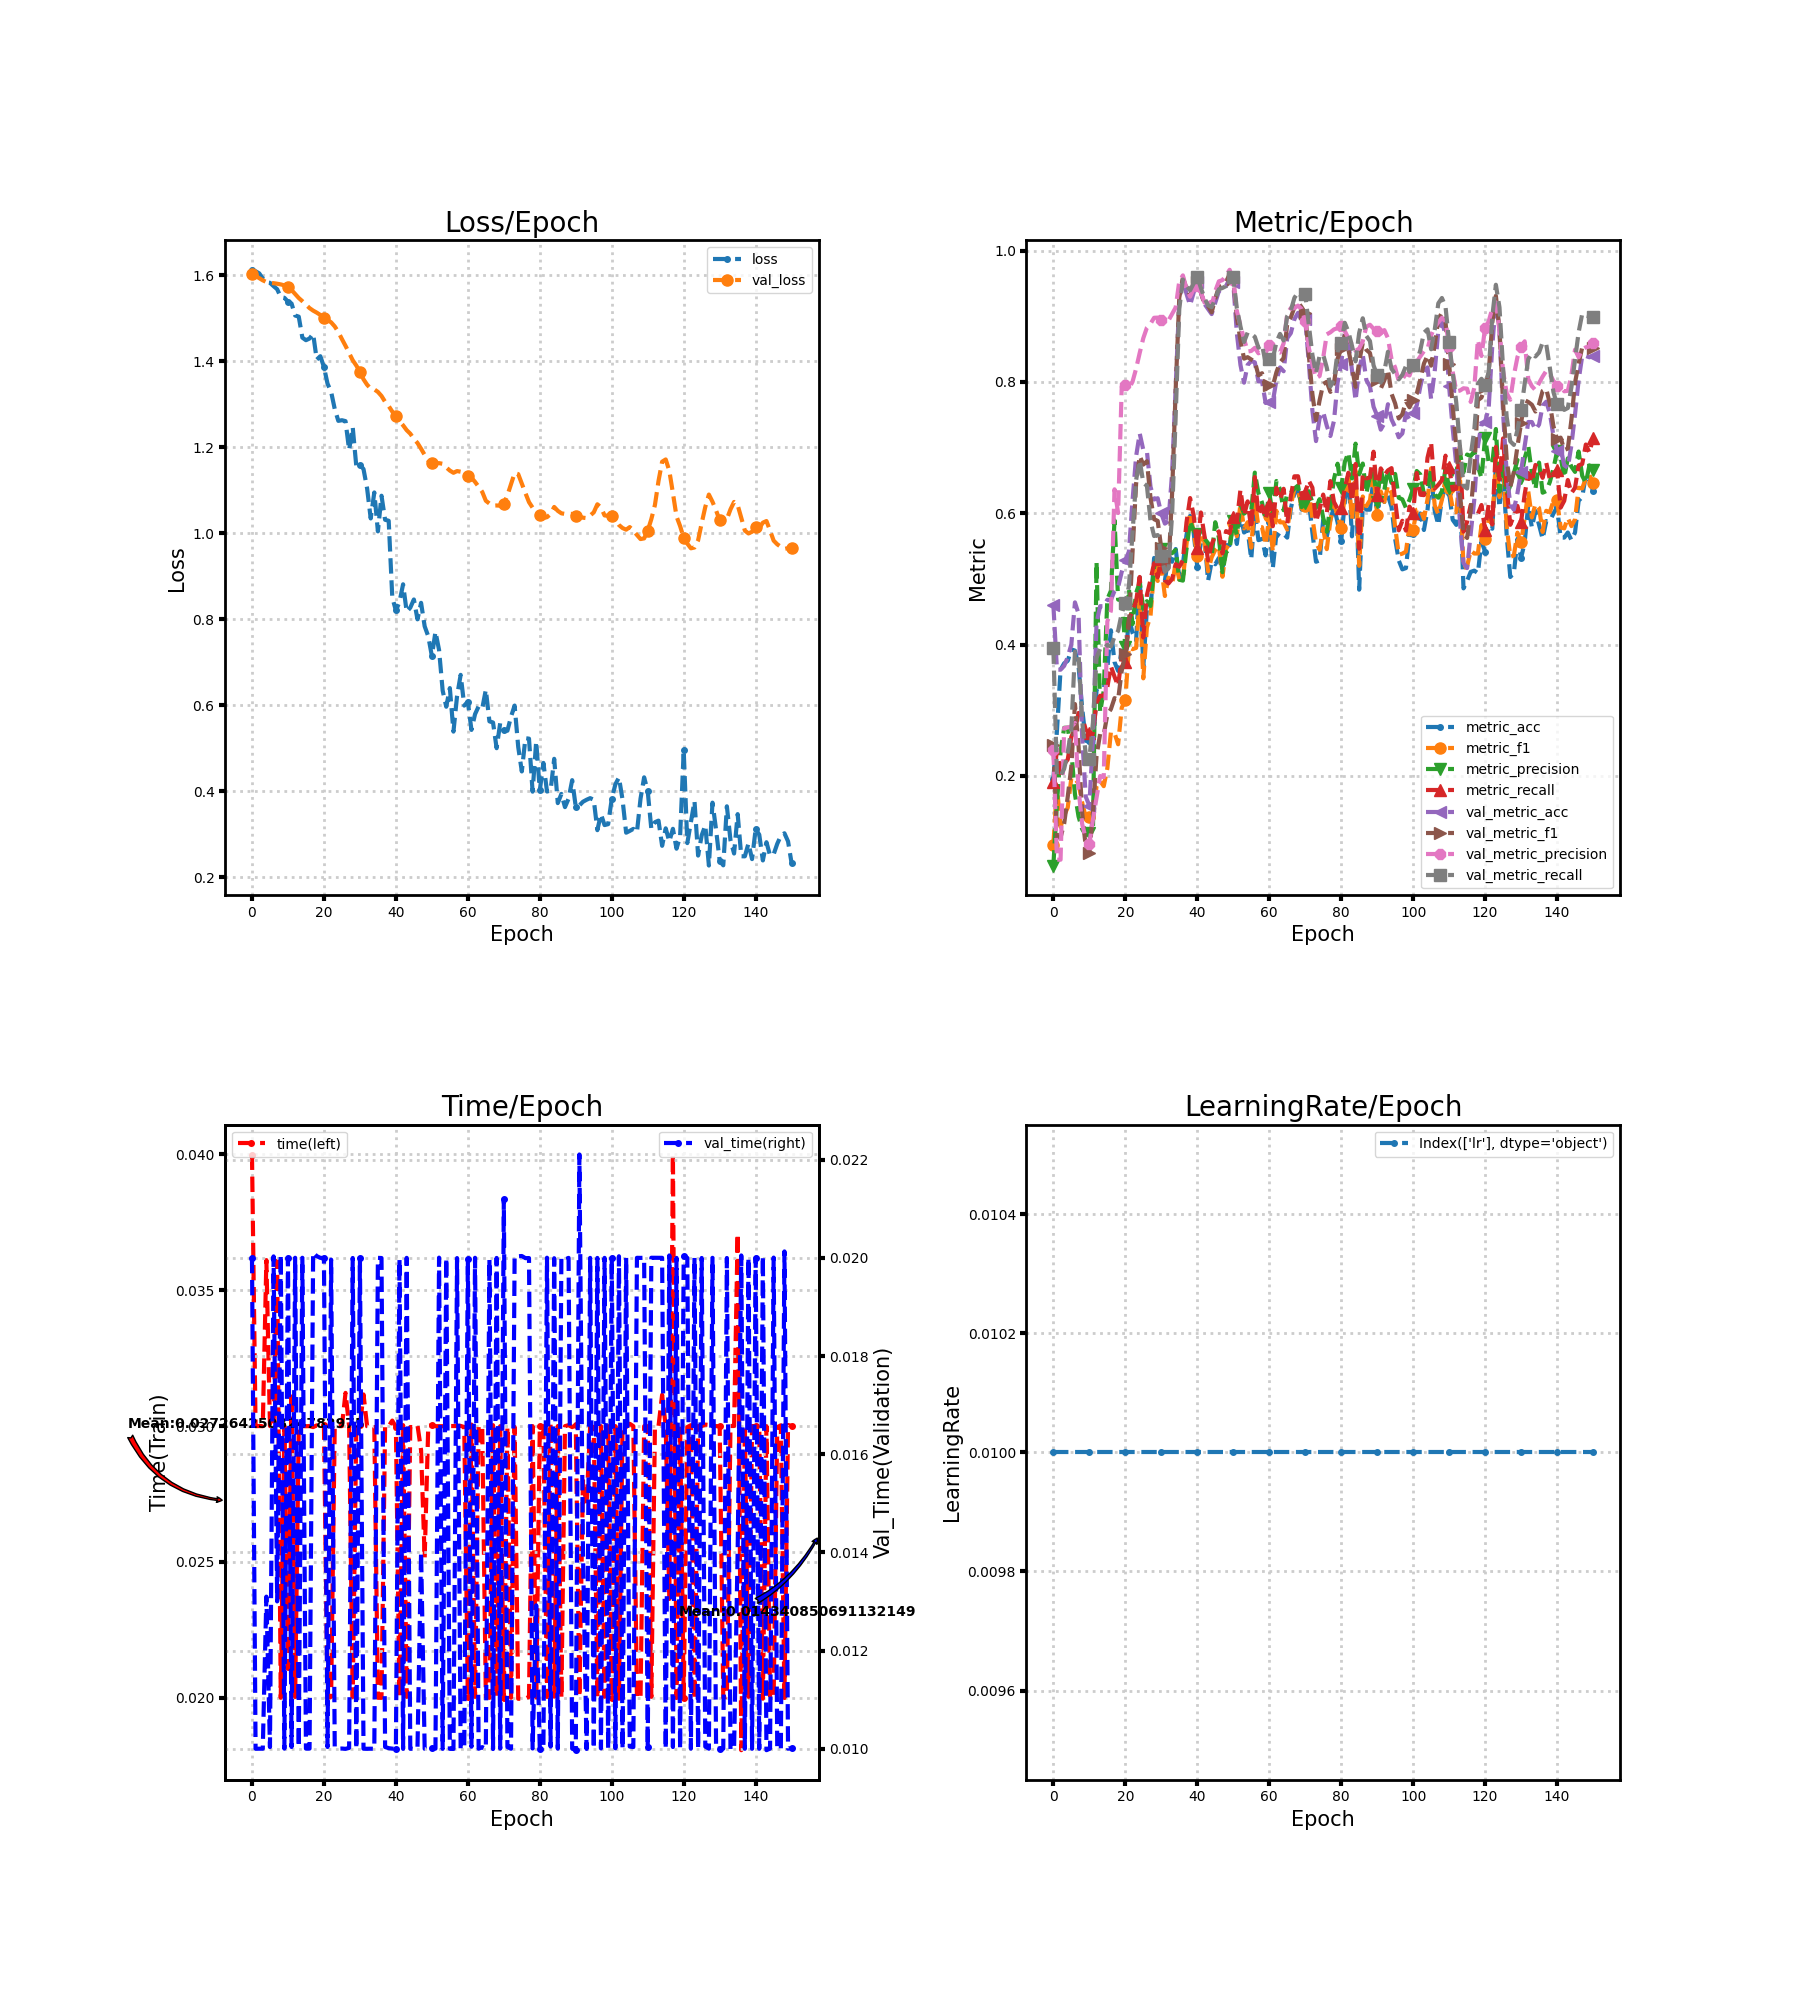 Loss/Epoch
Loss
1.6
1.4
1.2
1.0
0.8
0.6
0.4
0.2
0 20 40 60 80 100 120 140
Epoch
loss
val_loss
Metric/Epoch
Metric
1.0
0.8
0.6
0.4
0.2
0 20 40 60 80 100 120 140
Epoch
metric_acc
metric_f1
metric_precision
metric_recall
val_metric_acc
val_metric_f1
val_metric_precision
val_metric_recall
Time/Epoch
Time(Train)
0.040
0.035
0.030
0.025
0.020
time(left)
val_time(right)
0.022
0.020
0.018
0.016
0.014
0.012
0.010
Val_Time(Validation)
Mean:0.014340850691132149
0 20 40 60 80 100 120 140
Epoch
LearningRate/Epoch
LearningRate
0.0104
0.0102
0.0100
0.0098
0.0096
Index(['lr'], dtype='object')
0 20 40 60 80 100 120 140
Epoch